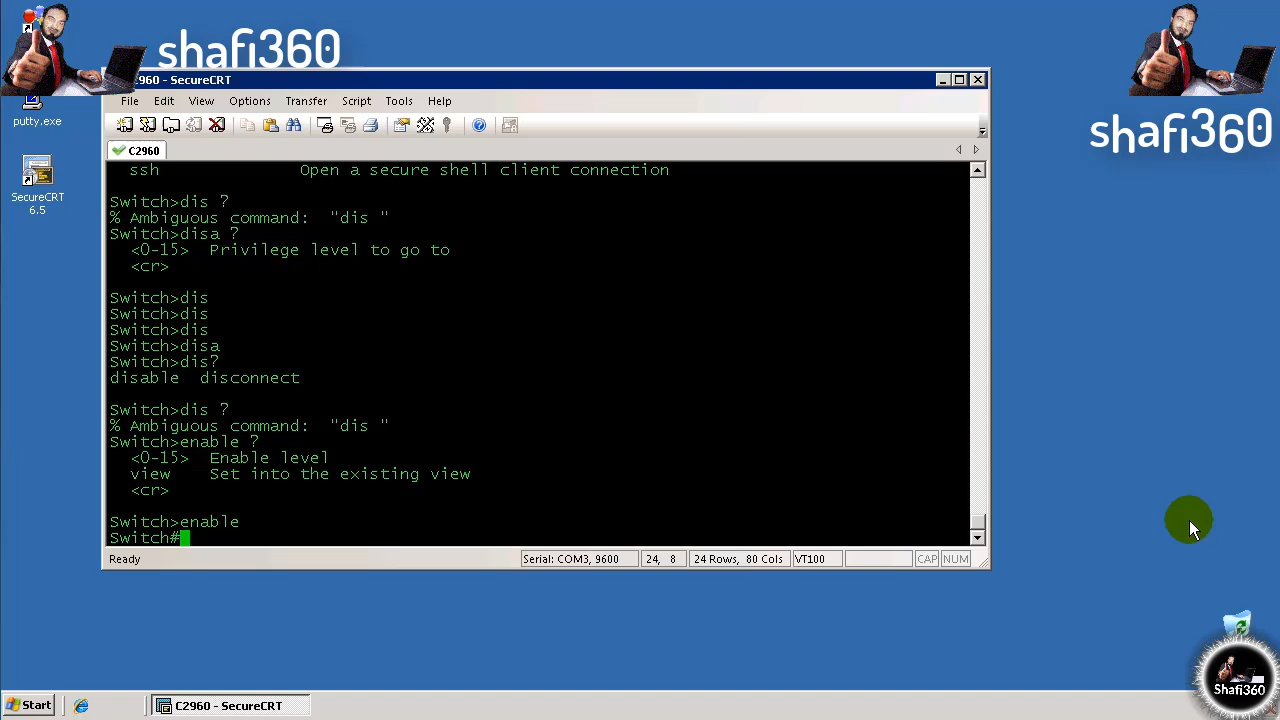 shafi360
shafi360
C2960 - SecureCRT
File Edit View Options Transfer Script Tools Help
putty.exe
C2960
SecureCRT
6.5
ssh Open a secure shell client connection
Switch>dis ?
% Ambiguous command: "dis "
Switch>disa ?
<0-15> Privilege level to go to
<cr>
Switch>dis
Switch>dis
Switch>dis
Switch>disa
Switch>dis?
disable disconnect
Switch>dis ?
% Ambiguous command: "dis "
Switch>enable ?
<0-15> Enable level
view Set into the existing view
<cr>
Switch>enable
Switch#
Ready Serial: COM3, 9600 24, 8 24 Rows, 80 Cols VT100 CAP NUM
Shafi360
Start C2960 - SecureCRT